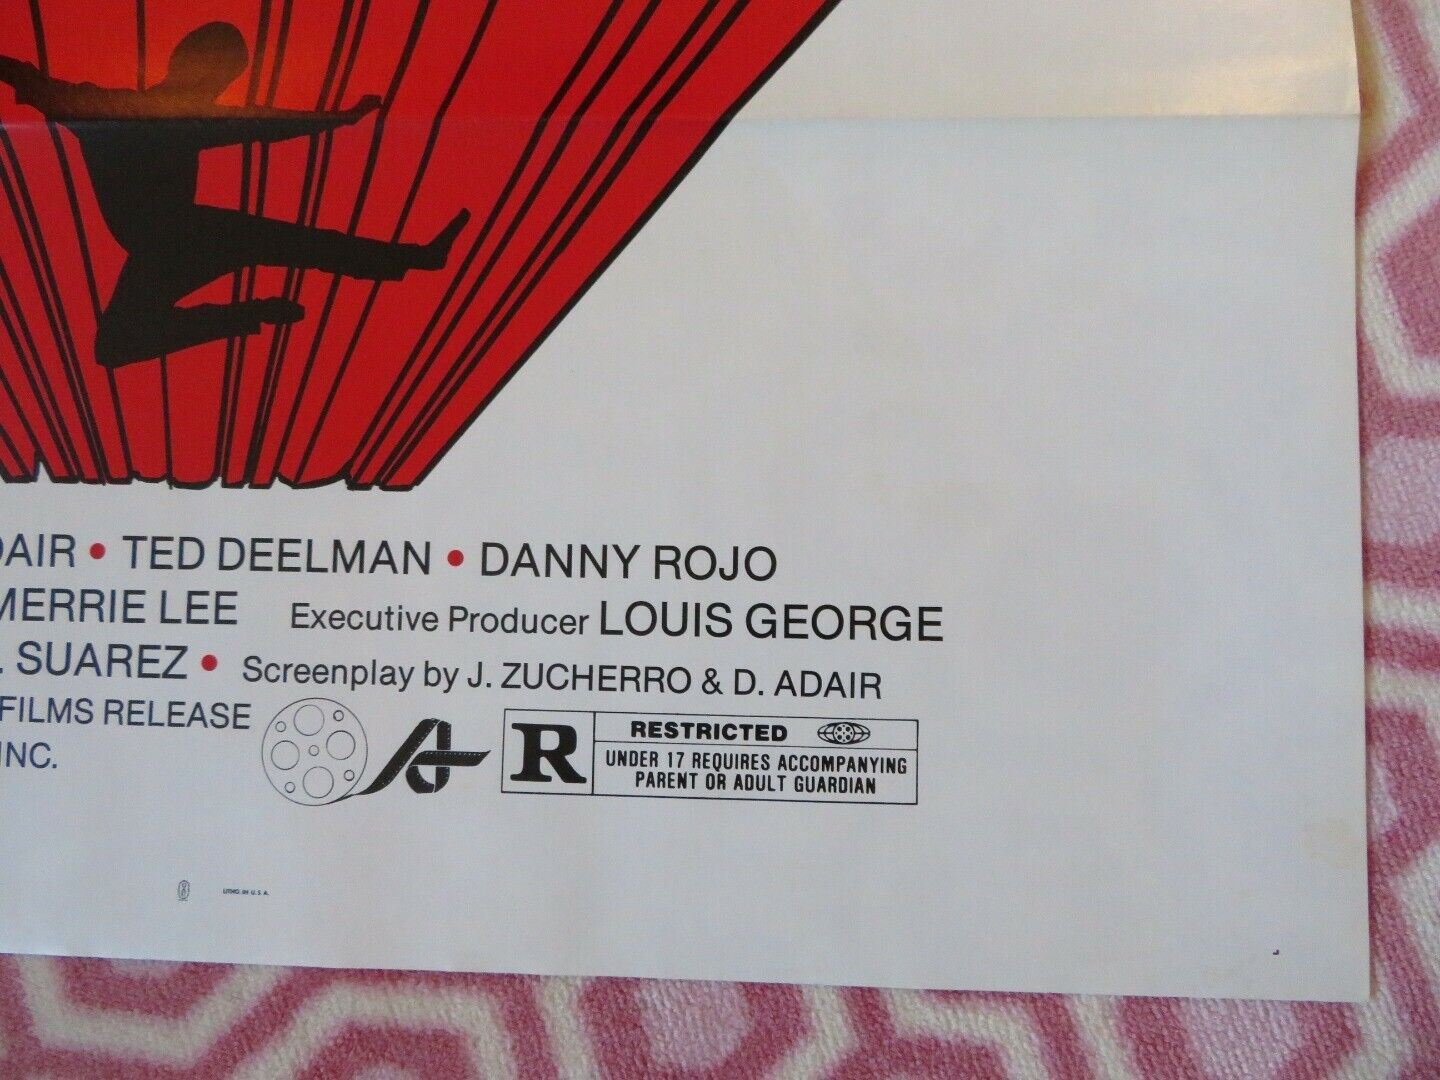 DAIR • TED DEELMAN • DANNY ROJO
MERRIE LEE Executive Producer LOUIS GEORGE
. SUAREZ • Screenplay by J. ZUCHERRO & D. ADAIR
FILMS RELEASE
INC.
R RESTRICTED
UNDER 17 REQUIRES ACCOMPANYING
PARENT OR ADULT GUARDIAN
LITHO. IN U.S.A.